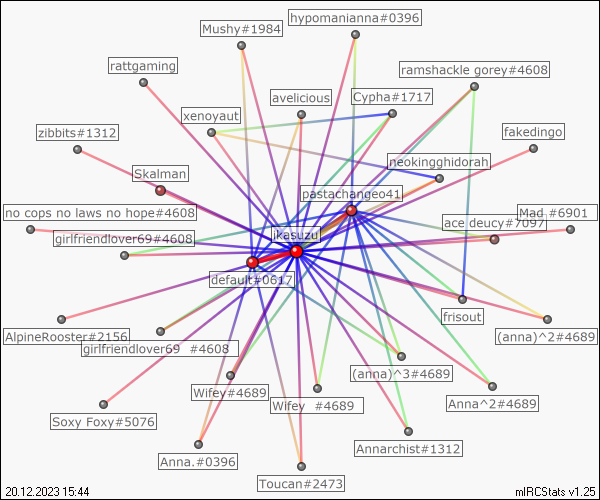 hypomanianna#0396
Mushy#1984
rattgaming
ramshackle gorey#4608
avelicious
Cypha#1717
xenoyaut
zibbits#1312
fakedingo
neokingghidorah
Skalman
pastachangeo41
no cops no laws no hope#4608
Mad_#6901
ace deucy#7097
jkasuzu
girlfriendlover69#4608
default#0617
frisout
AlpineRooster#2156
(anna)^2#4689
girlfriendlover69  #4608
(anna)^3#4689
Wifey#4689
Wifey  #4689
Anna^2#4689
Soxy Foxy#5076
Annarchist#1312
Anna.#0396
Toucan#2473
20.12.2023 15:44
mIRCStats v1.25